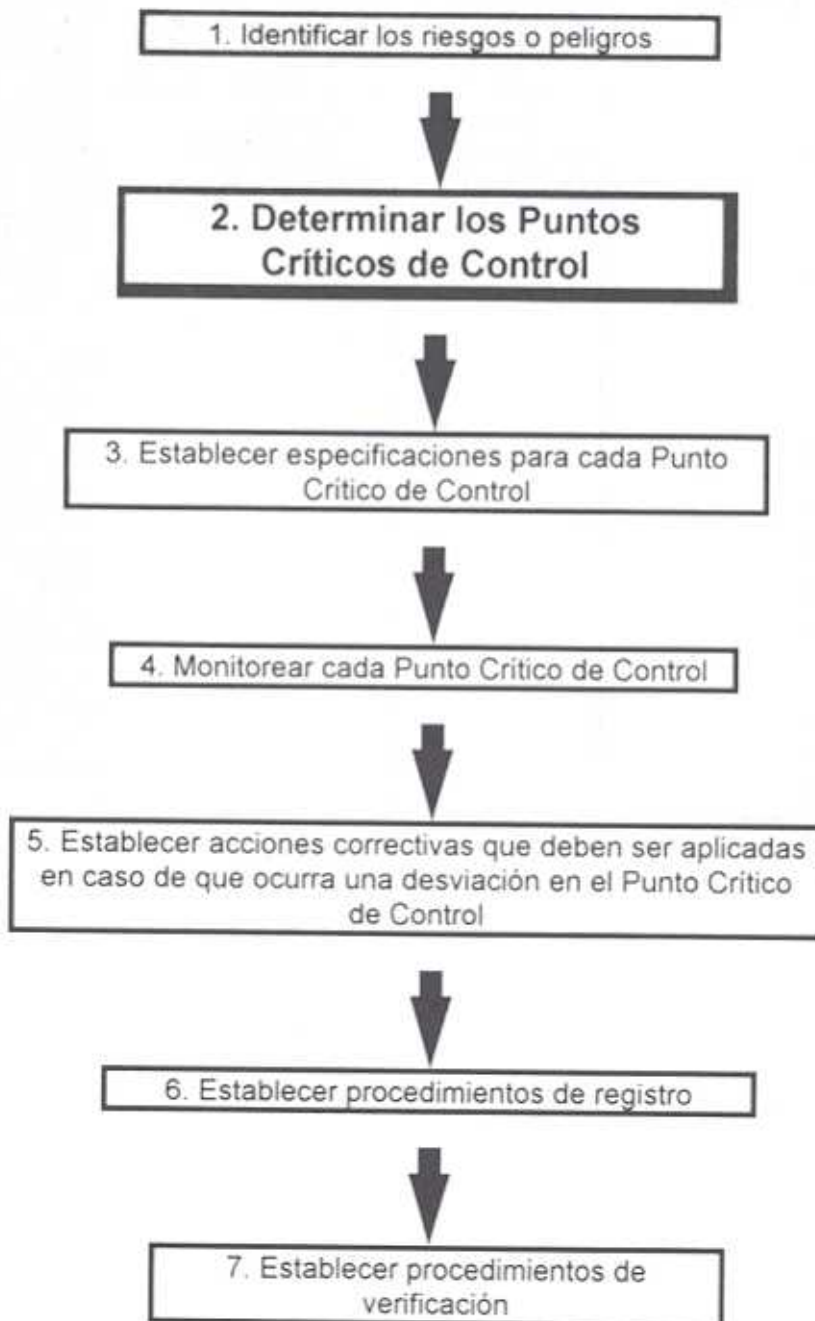 1. Identificar los riesgos o peligros
2. Determinar los Puntos
Críticos de Control
3. Establecer especificaciones para cada Punto
Crítico de Control
4. Monitorear cada Punto Crítico de Control
5. Establecer acciones correctivas que deben ser aplicadas
en caso de que ocurra una desviación en el Punto Crítico
de Control
6. Establecer procedimientos de registro
7. Establecer procedimientos de
verificación